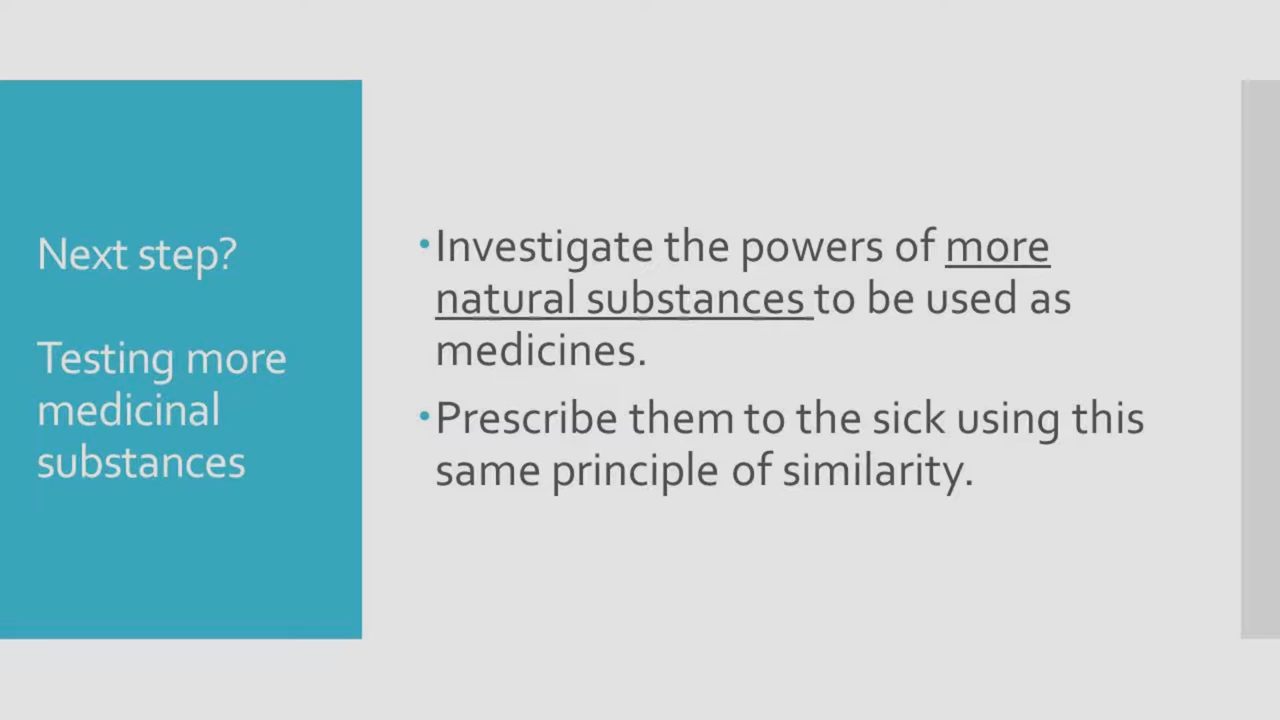 Next step?
Testing more
medicinal
substances
•Investigate the powers of more
natural substances to be used as
medicines.
•Prescribe them to the sick using this
same principle of similarity.